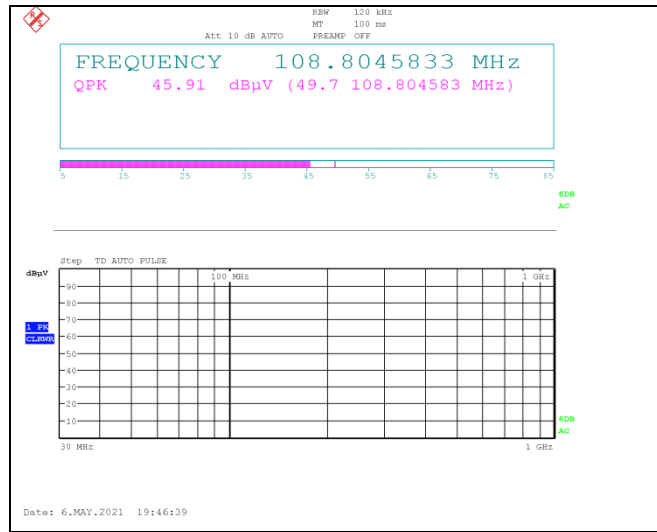 RBW 120 kHz
MT 100 ms
Att 10 dB AUTO PREAMP OFF
FREQUENCY 108.8045833 MHz
QPK 45.91 dBµV (49.7 108.804583 MHz)
5 15 25 35 45 55 65 75 85
6DB
AC
Step TD AUTO PULSE
dBµV
100 MHz 1 GHz
90
80
70
1 PK
CLRWR
60
50
40
30
20
10
6DB
AC
30 MHz 1 GHz
Date: 6.MAY.2021 19:46:39